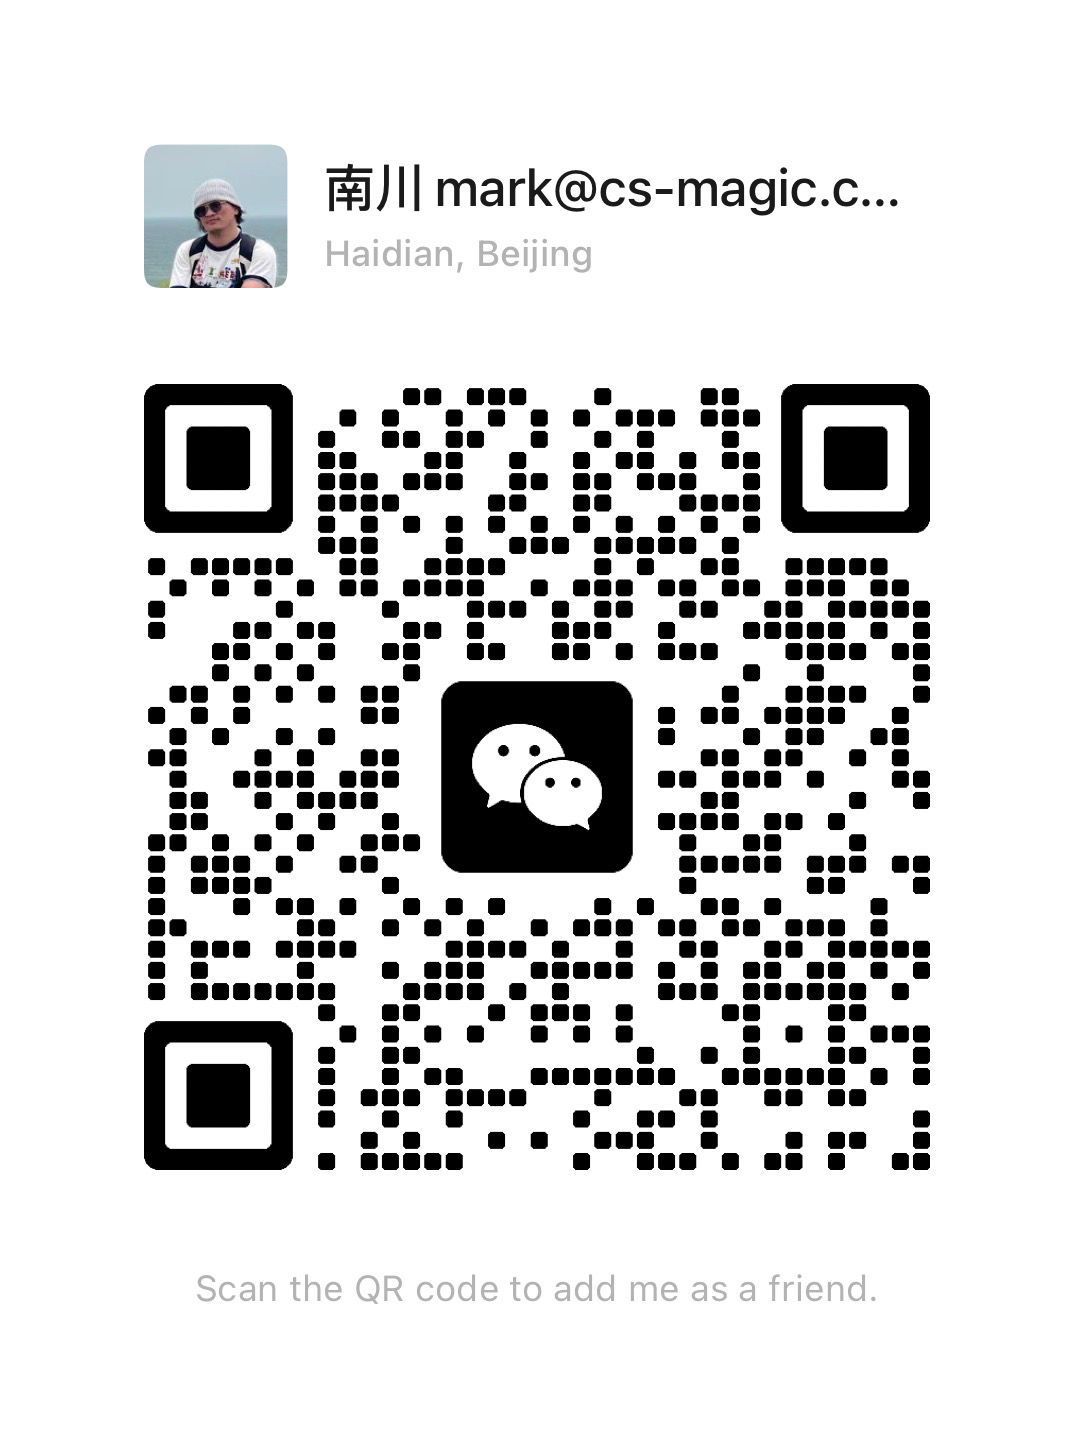 南川 mark@cs-magic.c...
Haidian, Beijing
Scan the QR code to add me as a friend.